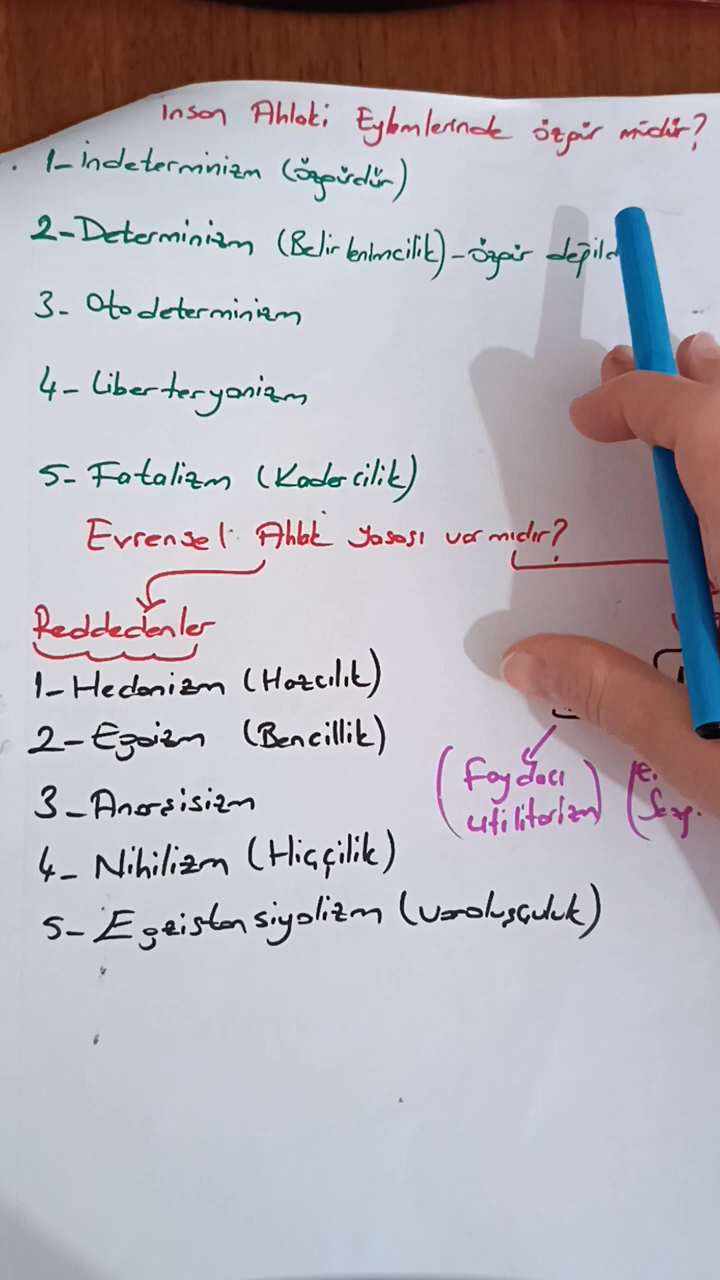 İnsan Ahlaki Eylemlerinde özgür müdür?
1- İndeterminizm (özgürdür)
2- Determinizm (Belirlenimcilik) - özgür değild
3- Otodeterminizm
4- Liberteryanizm
5- Fatalizm (Kadercilik)
Evrensel Ahlak yasası var mıdır?
Reddedenler
1- Hedonizm (Hazcılık)
2- Egoizm (Bencillik)
3- Anarşisizm
4- Nihilizm (Hiççilik)
5- Egzistansiyalizm (Varoluşçuluk)
(Faydacı
utilitarizm)